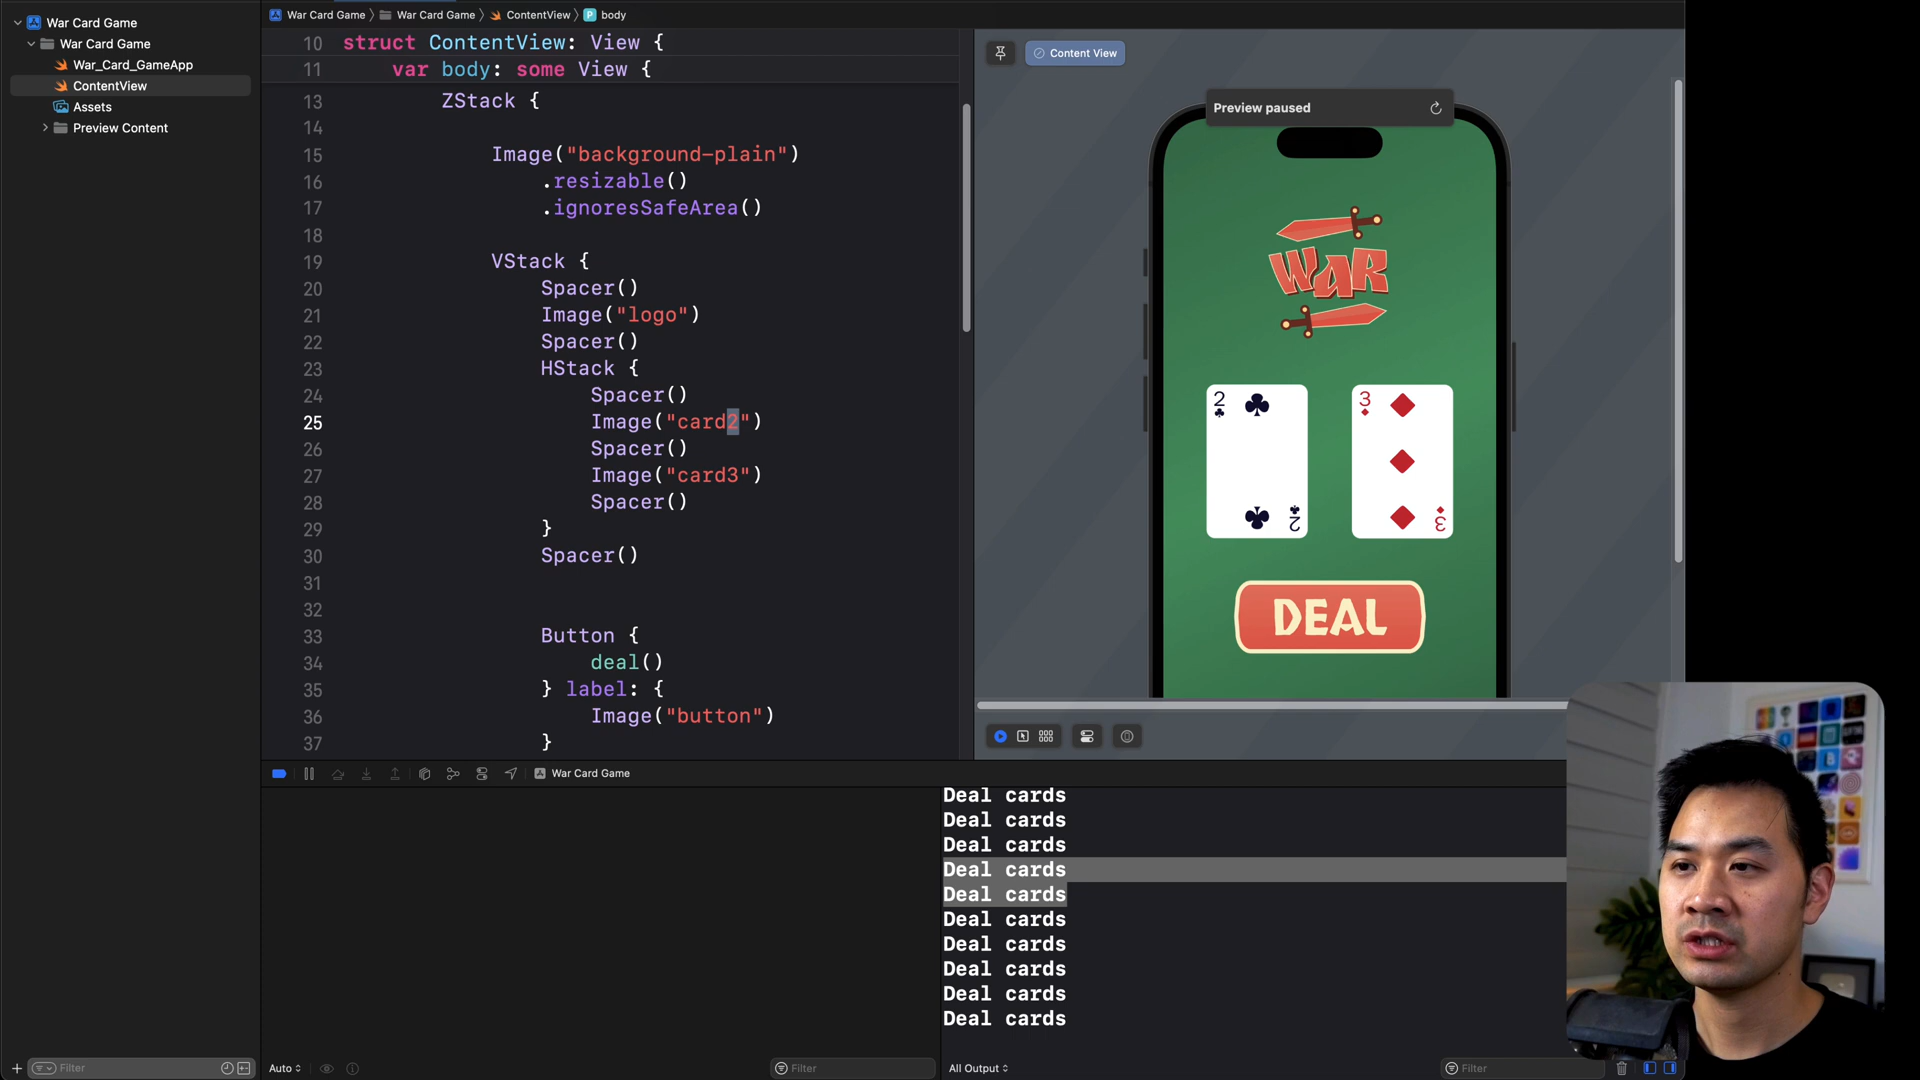 War Card Game
War Card Game
War_Card_GameApp
ContentView
Assets
Preview Content
Filter
War Card Game
War Card Game
ContentView
P
body
10 struct ContentView: View {
11 var body: some View {
13 ZStack {
14
15 Image("background-plain")
16 .resizable()
17 .ignoresSafeArea()
18
19 VStack {
20 Spacer()
21 Image("logo")
22 Spacer()
23 HStack {
24 Spacer()
25 Image("card2")
26 Spacer()
27 Image("card3")
28 Spacer()
29 }
30 Spacer()
31
32
33 Button {
34 deal()
35 } label: {
36 Image("button")
37 }
Content View
Preview paused
WAR
2
3
2
3
DEAL
War Card Game
Deal cards
Deal cards
Deal cards
Deal cards
Deal cards
Deal cards
Deal cards
Deal cards
Deal cards
Deal cards
Auto
Filter
All Output
Filter